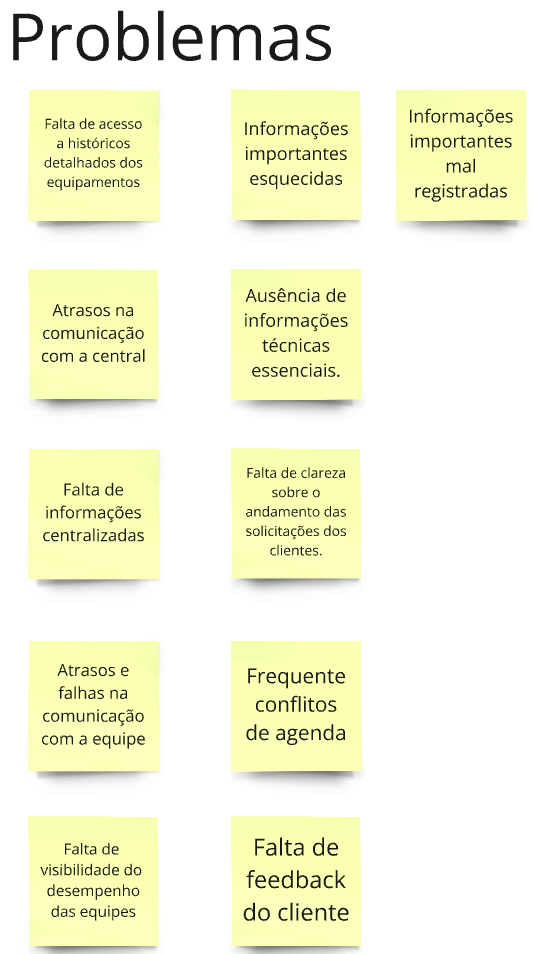 Problemas
Falta de acesso
a históricos
detalhados dos
equipamentos
Informações
importantes
esquecidas
Informações
importantes
mal
registradas
Atrasos na
comunicação
com a central
Ausência de
informações
técnicas
essenciais.
Falta de
informações
centralizadas
Falta de clareza
sobre o
andamento das
solicitações dos
clientes.
Atrasos e
falhas na
comunicação
com a equipe
Frequente
conflitos
de agenda
Falta de
visibilidade do
desempenho
das equipes
Falta de
feedback
do cliente